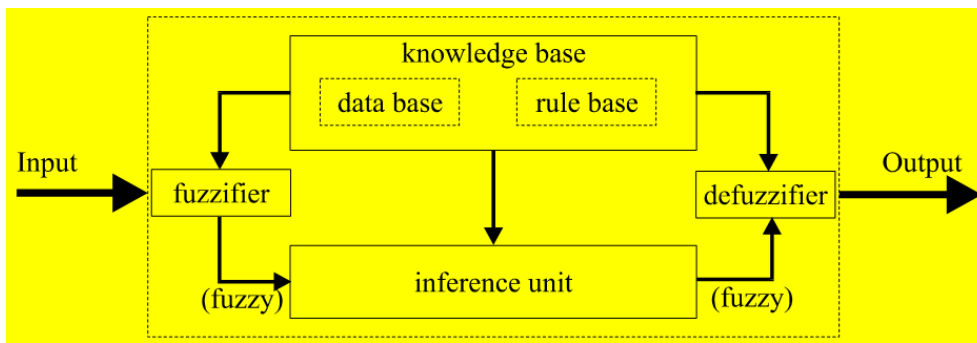 knowledge base
data base
rule base
Input
fuzzifier
defuzzifier
Output
inference unit
(fuzzy)
(fuzzy)